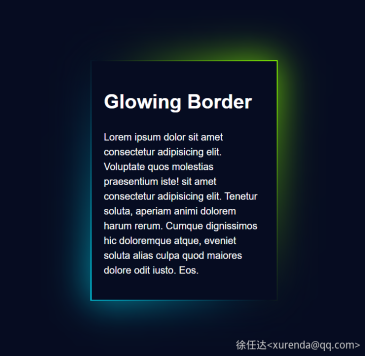 Glowing Border
Lorem ipsum dolor sit amet
consectetur adipisicing elit.
Voluptate quos molestias
praesentium iste! sit amet
consectetur adipisicing elit. Tenetur
soluta, aperiam animi dolorem
harum rerum. Cumque dignissimos
hic doloremque atque, eveniet
soluta alias culpa quod maiores
dolore odit iusto. Eos.
徐任达<xurenda@qq.com>